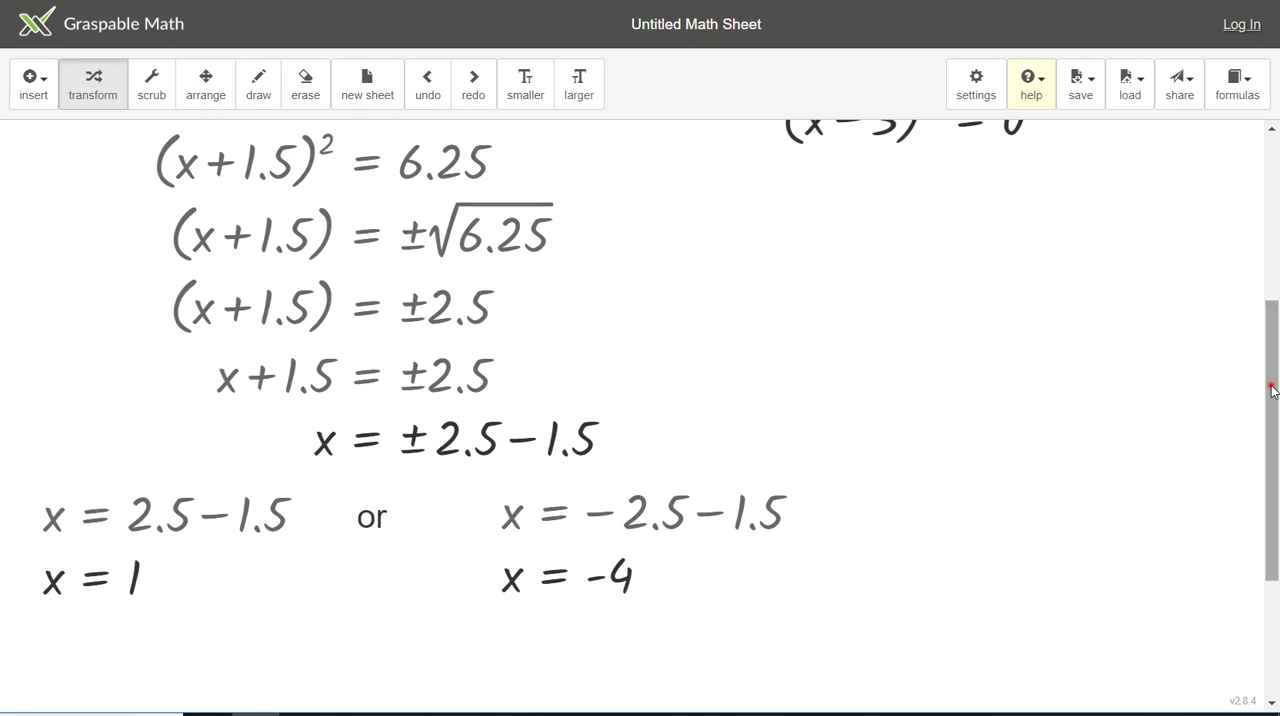 Graspable Math
Untitled Math Sheet
Log In
insert
transform
scrub
arrange
draw
erase
new sheet
undo
redo
smaller
larger
settings
help
save
load
share
formulas
(x + 1.5)² = 6.25
(x + 1.5) = ±√6.25
(x + 1.5) = ±2.5
x + 1.5 = ±2.5
x = ± 2.5 − 1.5
x = 2.5 − 1.5 or x = − 2.5 − 1.5
x = 1
x = -4
v2.8.4